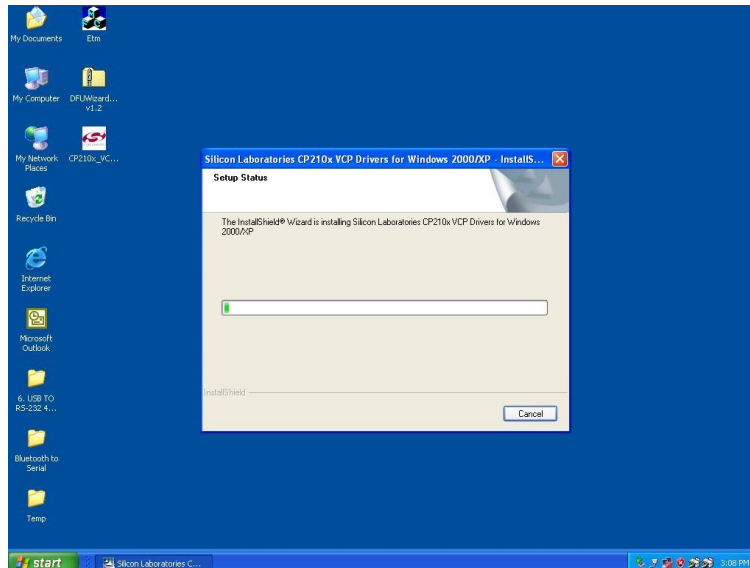 My Documents
Etm
My Computer
DFUWizard...
v1.2
My Network
Places
CP210x_VC...
Recycle Bin
Internet
Explorer
Microsoft
Outlook
6. USB TO
RS-232 4...
Bluetooth to
Serial
Temp
Silicon Laboratories CP210x VCP Drivers for Windows 2000/XP - InstallS...
Setup Status
The InstallShield® Wizard is installing Silicon Laboratories CP210x VCP Drivers for Windows
2000/XP
InstallShield
Cancel
start
Silicon Laboratories C...
3:08 PM